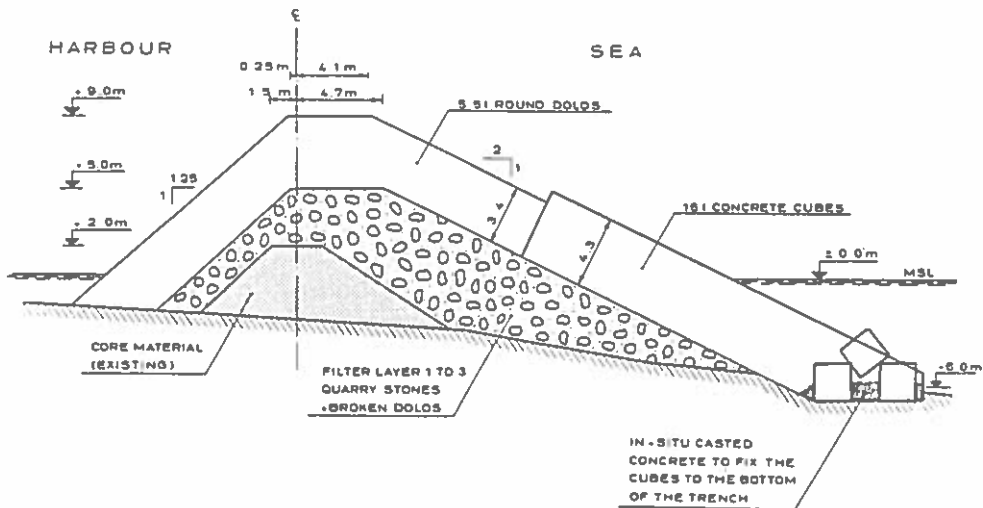 ℄
HARBOUR
SEA
0.25m
4.1m
1.5 m
4.7m
+9.0m
5.5t ROUND DOLOS
2
1
+5.0m
1.25
1
16t CONCRETE CUBES
3.4
+2.0m
4.3
±0.0m
MSL
CORE MATERIAL
(EXISTING)
FILTER LAYER 1 TO 3
QUARRY STONES
+BROKEN DOLOS
-6.0m
IN-SITU CASTED
CONCRETE TO FIX THE
CUBES TO THE BOTTOM
OF THE TRENCH